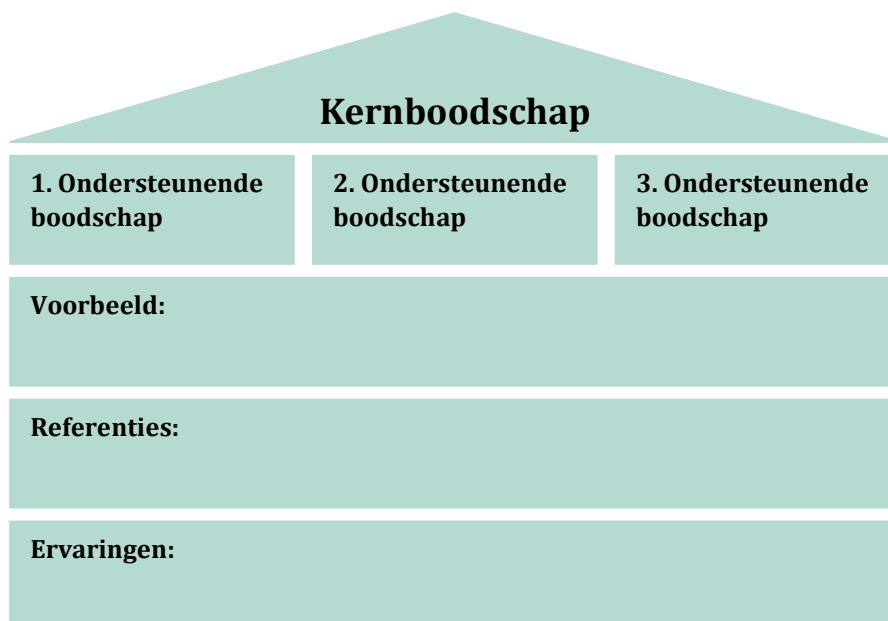 Kernboodschap
1. Ondersteunende
boodschap
2. Ondersteunende
boodschap
3. Ondersteunende
boodschap
Voorbeeld:
Referenties:
Ervaringen: